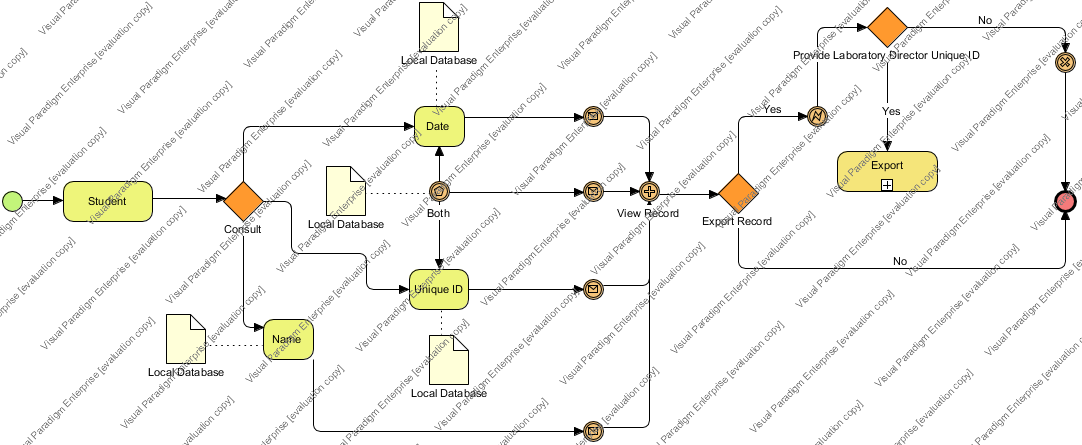 Local Database
No
Provide Laboratory Director Unique ID
Date
Yes
Yes
Export
Student
Both
View Record
Export Record
Local Database
Consult
No
Unique ID
Name
Local Database
Local Database
Visual Paradigm Enterprise [evaluation copy]